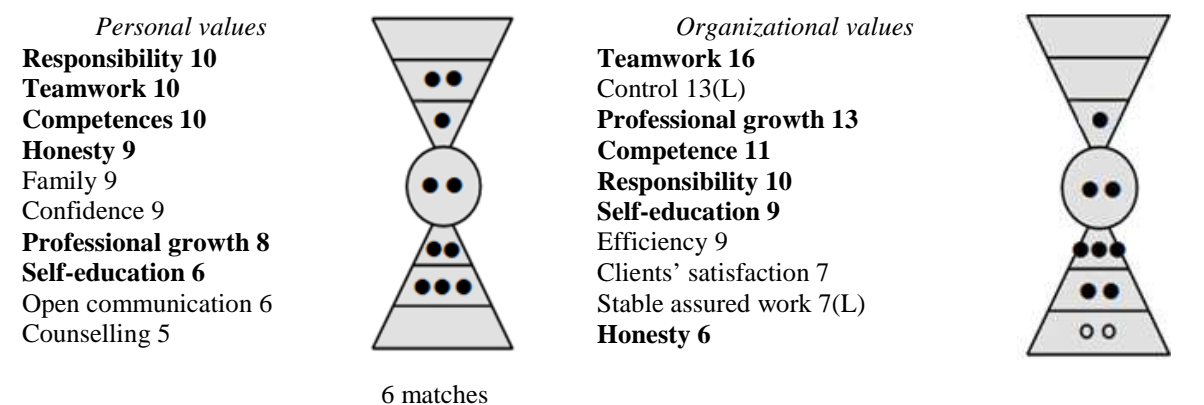 Personal values
Responsibility 10
Teamwork 10
Competences 10
Honesty 9
Family 9
Confidence 9
Professional growth 8
Self-education 6
Open communication 6
Counselling 5
6 matches
Organizational values
Teamwork 16
Control 13(L)
Professional growth 13
Competence 11
Responsibility 10
Self-education 9
Efficiency 9
Clients’ satisfaction 7
Stable assured work 7(L)
Honesty 6